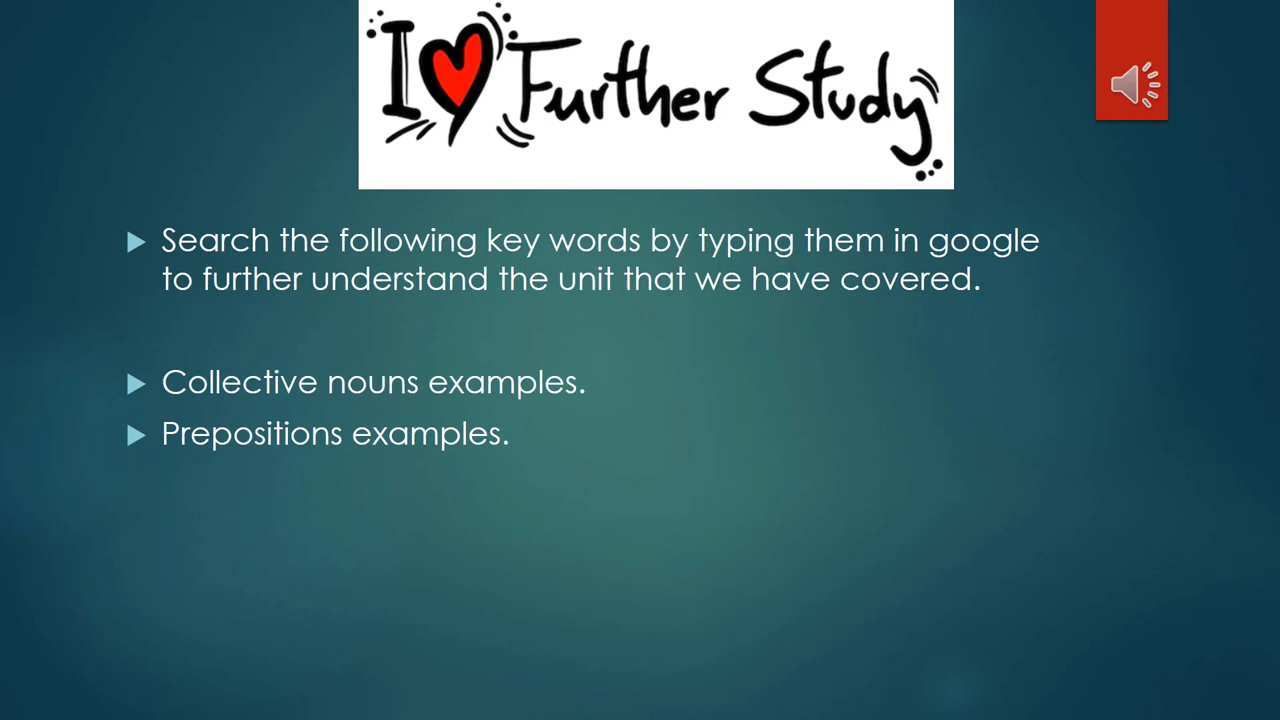 I Further Study
Search the following key words by typing them in google
to further understand the unit that we have covered.
Collective nouns examples.
Prepositions examples.